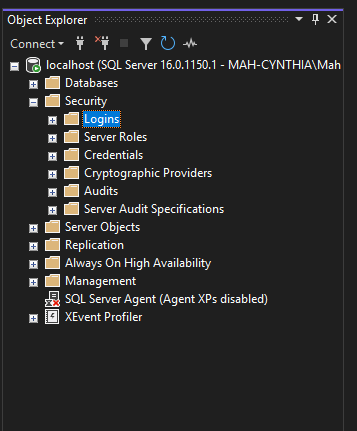 Object Explorer
Connect
localhost (SQL Server 16.0.1150.1 - MAH-CYNTHIA\Mah
Databases
Security
Logins
Server Roles
Credentials
Cryptographic Providers
Audits
Server Audit Specifications
Server Objects
Replication
Always On High Availability
Management
SQL Server Agent (Agent XPs disabled)
XEvent Profiler